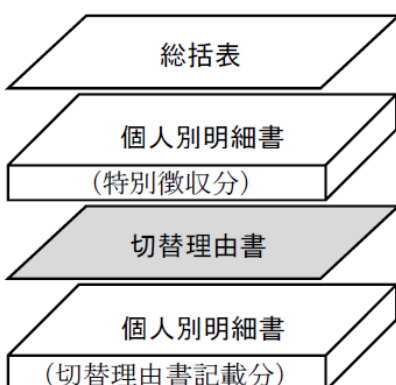 総括表
個人別明細書
（特別徴収分）
切替理由書
個人別明細書
（切替理由書記載分）